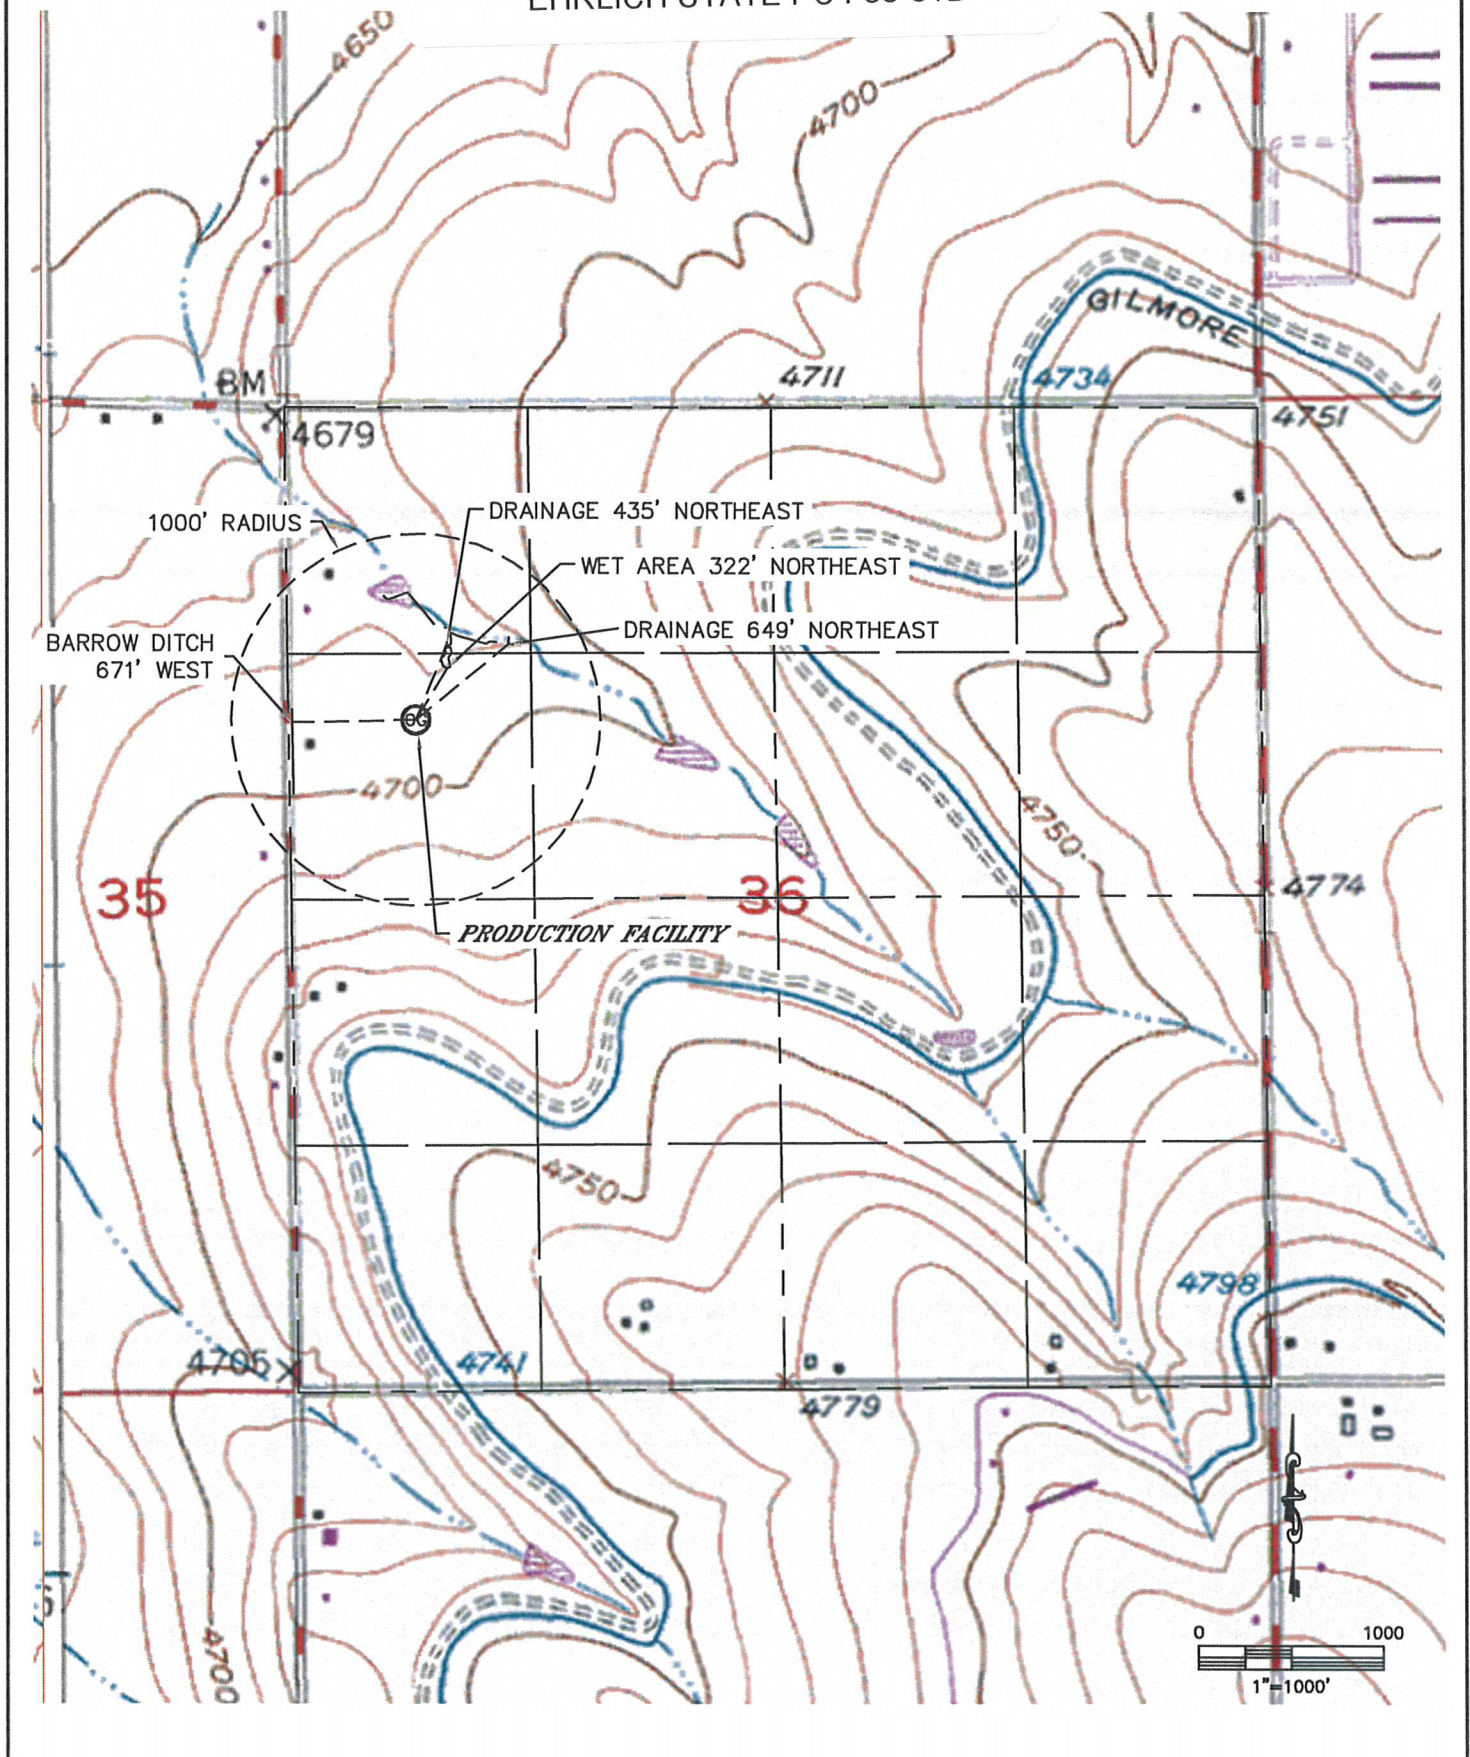 4650
4700
GILMORE
BM
4711
4734
4679
4751
DRAINAGE 435' NORTHEAST
1000' RADIUS
WET AREA 322' NORTHEAST
DRAINAGE 649' NORTHEAST
BARROW DITCH
671' WEST
4700
4750
35
36
4774
PRODUCTION FACILITY
4750
4798
4705
4741
4779
4700
0 1000
1"=1000'